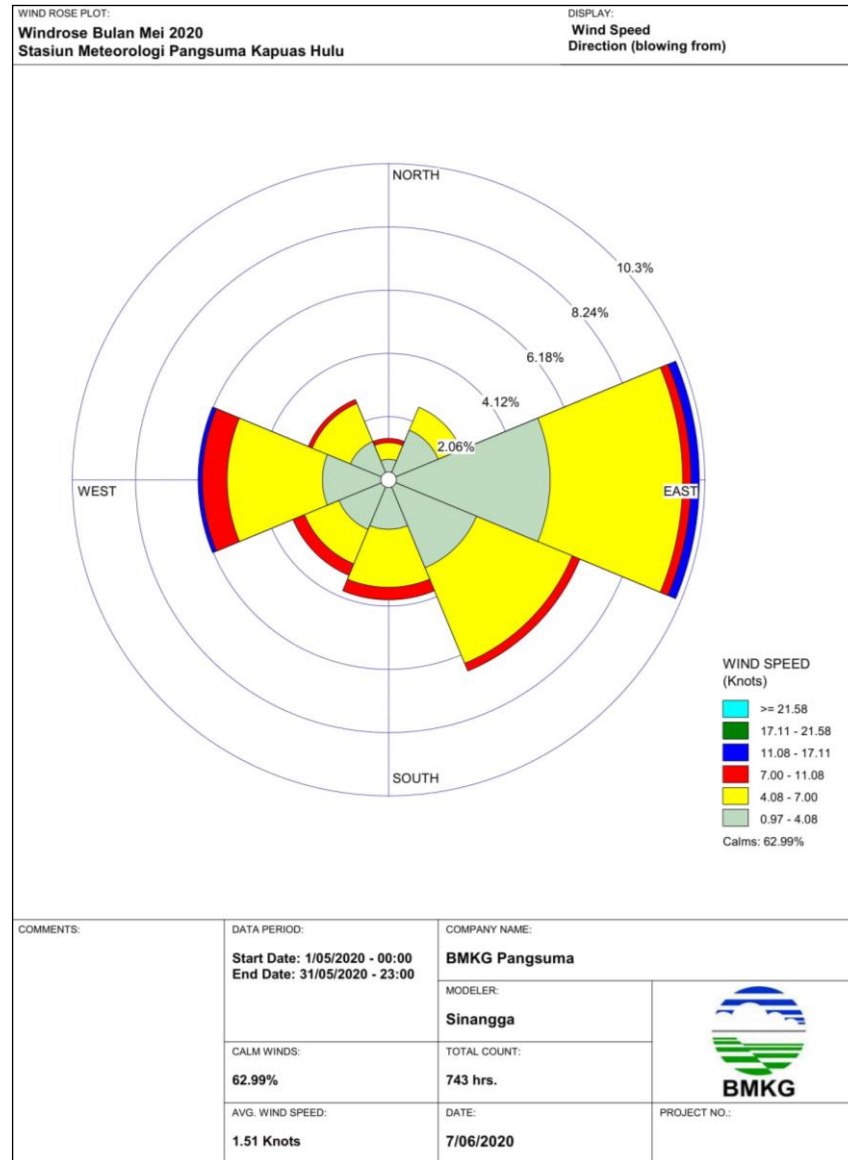 WIND ROSE PLOT:
Windrose Bulan Mei 2020
Stasiun Meteorologi Pangsuma Kapuas Hulu
DISPLAY:
Wind Speed
Direction (blowing from)
NORTH
10.3%
8.24%
6.18%
4.12%
2.06%
WEST
EAST
SOUTH
WIND SPEED
(Knots)
>= 21.58
17.11 - 21.58
11.08 - 17.11
7.00 - 11.08
4.08 - 7.00
0.97 - 4.08
Calms: 62.99%
COMMENTS:
DATA PERIOD:
Start Date: 1/05/2020 - 00:00
End Date: 31/05/2020 - 23:00
COMPANY NAME:
BMKG Pangsuma
MODELER:
Sinangga
CALM WINDS:
62.99%
TOTAL COUNT:
743 hrs.
BMKG
AVG. WIND SPEED:
1.51 Knots
DATE:
7/06/2020
PROJECT NO.: